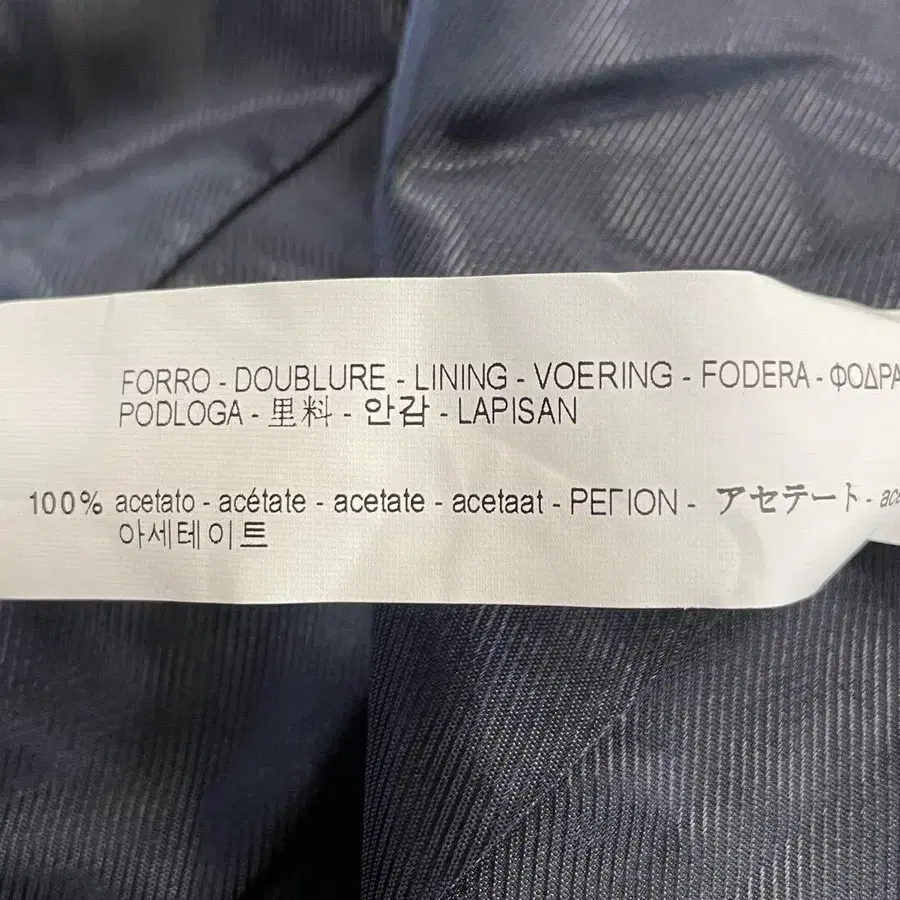 FORRO - DOUBLURE - LINING - VOERING - FODERA - ΦΟΔΡΑ
PODLOGA - 里料 - 안감 - LAPISAN
100% acetato - acétate - acetate - acetaat - ΡΕΓΙΟΝ - アセテート -
아세테이트